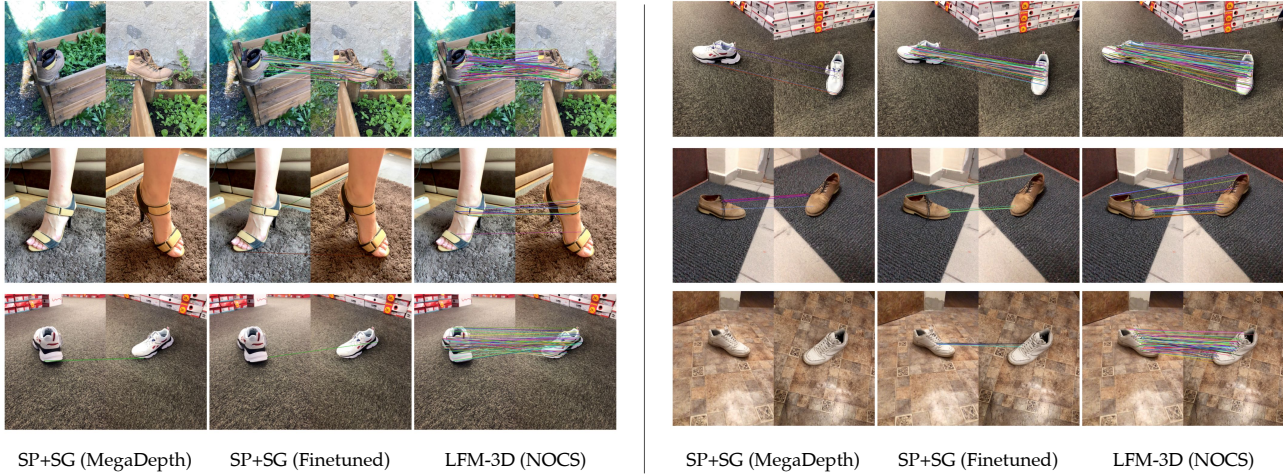 SP+SG (MegaDepth) SP+SG (Finetuned) LFM-3D (NOCS) SP+SG (MegaDepth) SP+SG (Finetuned) LFM-3D (NOCS)